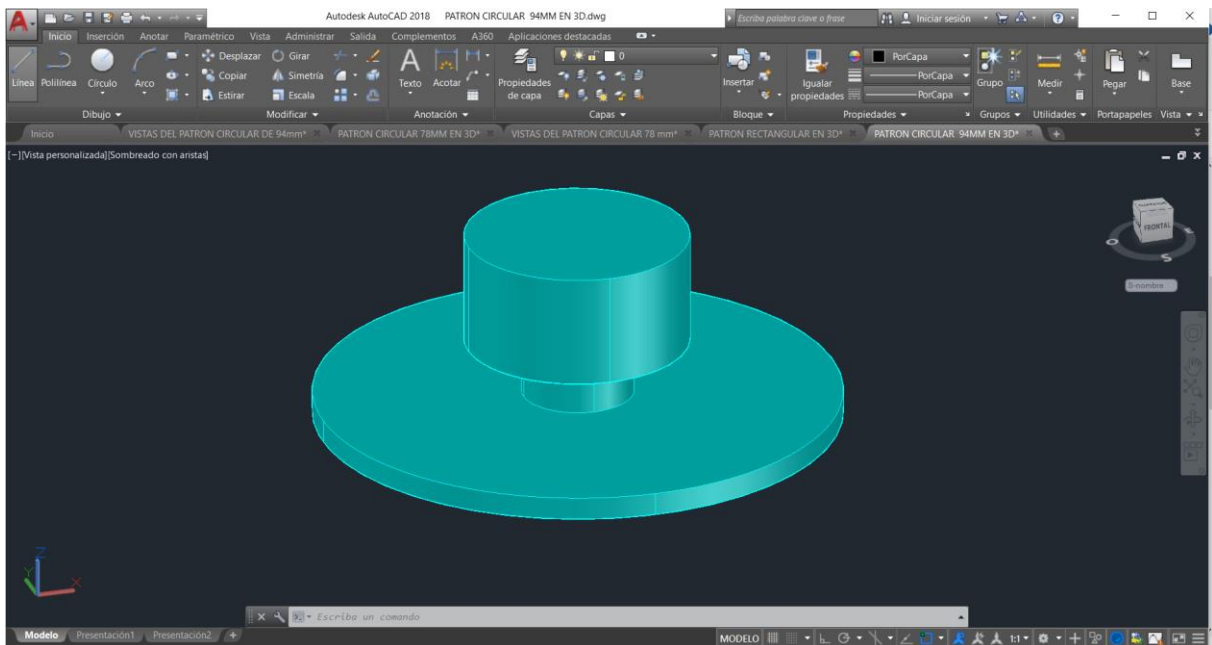 Autodesk AutoCAD 2018 PATRON CIRCULAR 94MM EN 3D.dwg
Escriba palabra clave o frase
Iniciar sesión
Inicio Inserción Anotar Paramétrico Vista Administrar Salida Complementos A360 Aplicaciones destacadas
Desplazar Girar
Copiar Simetría
Estirar Escala
Línea Polilínea Círculo Arco
Texto Acotar
Propiedades de capa
0
Insertar
Igualar propiedades
PorCapa
PorCapa
PorCapa
Grupo
Medir
Pegar
Base
Dibujo Modificar Anotación Capas Bloque Propiedades Grupos Utilidades Portapapeles Vista
Inicio VISTAS DEL PATRON CIRCULAR DE 94mm* PATRON CIRCULAR 78MM EN 3D* VISTAS DEL PATRON CIRCULAR 78 mm* PATRON RECTANGULAR EN 3D* PATRON CIRCULAR 94MM EN 3D*
[−][Vista personalizada][Sombreado con aristas]
FRONTAL
O
S
Z
Y
X
Escriba un comando
Modelo Presentación1 Presentación2 +
MODELO
1:1